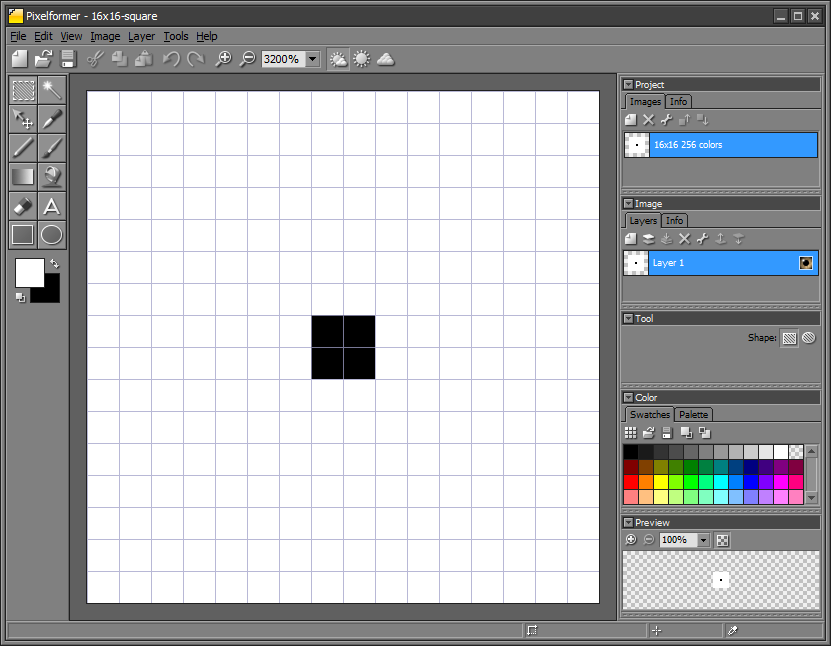 Pixelformer - 16x16-square
File Edit View Image Layer Tools Help
3200%
Project
Images Info
16x16 256 colors
Image
Layers Info
Layer 1
Tool
Shape:
Color
Swatches Palette
Preview
100%